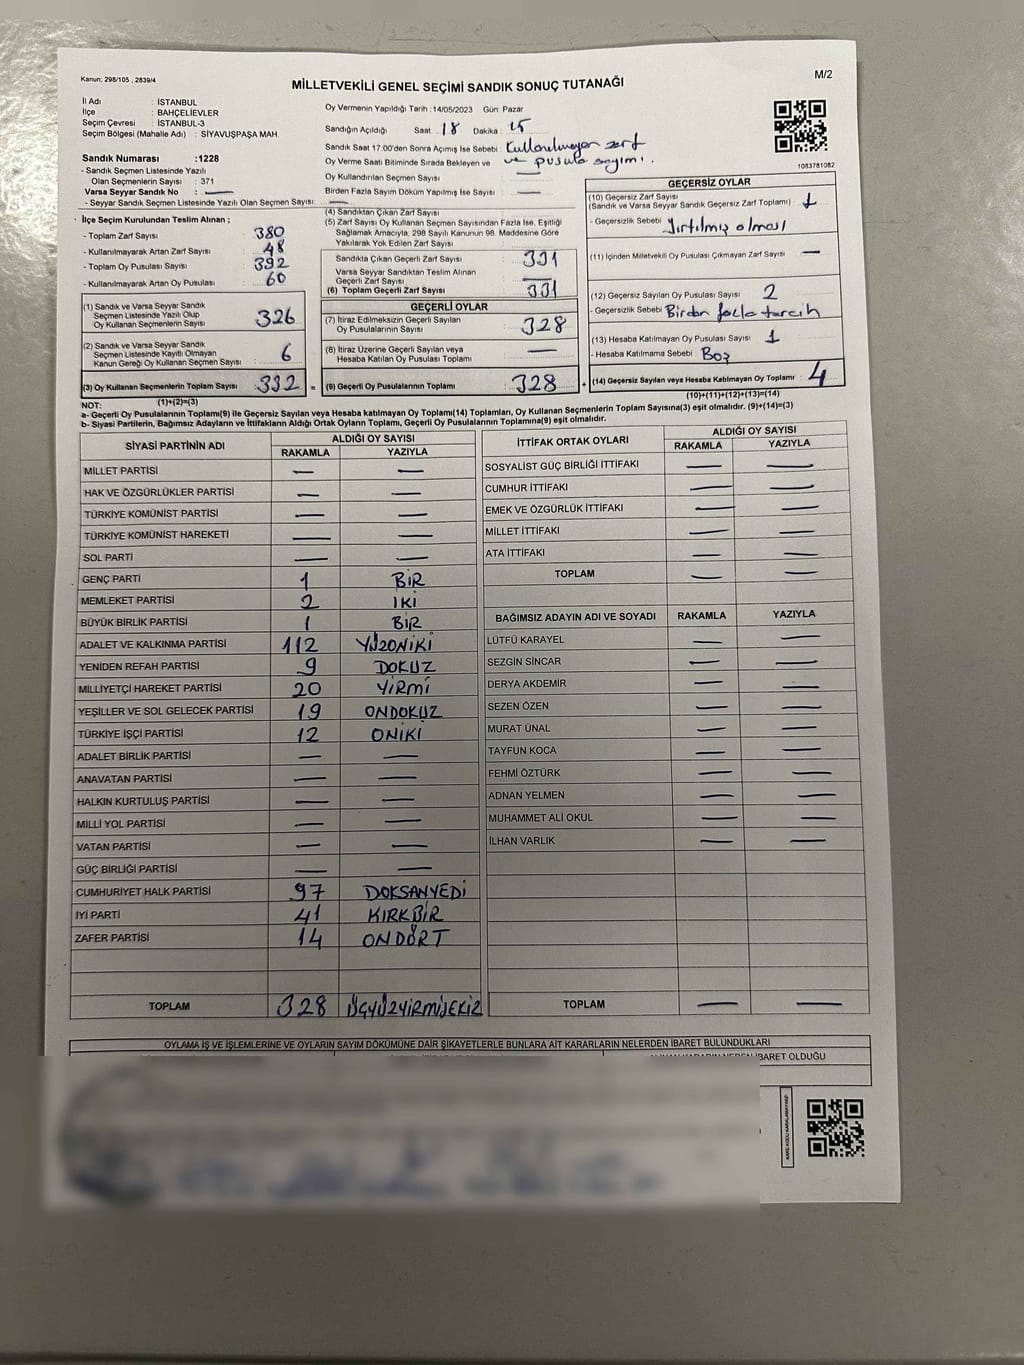 Kanun; 298/105 , 2839/4
MİLLETVEKİLİ GENEL SEÇİMİ SANDIK SONUÇ TUTANAĞI
M/2
İl Adı : İSTANBUL
İlçe : BAHÇELİEVLER
Seçim Çevresi : İSTANBUL-3
Seçim Bölgesi (Mahalle Adı) : SİYAVUŞPAŞA MAH.
Sandık Numarası :1228
- Sandık Seçmen Listesinde Yazılı
Olan Seçmenlerin Sayısı : 371
Varsa Seyyar Sandık No : —
- Seyyar Sandık Seçmen Listesinde Yazılı Olan Seçmen Sayısı: —
Oy Vermenin Yapıldığı Tarih :14/05/2023 Gün: Pazar
Sandığın Açıldığı Saat: 18 Dakika : 15
Sandık Saat 17.00'den Sonra Açımış İse Sebebi : Kullanılmayan zarf
Oy Verme Saati Bitiminde Sırada Bekleyen ve ve pusula sayımı.
Oy Kullandırılan Seçmen Sayısı : —
Birden Fazla Sayım Döküm Yapılmış İse Sayısı : —
1083781082
İlçe Seçim Kurulundan Teslim Alınan ;
- Toplam Zarf Sayısı : 380
- Kullanılmayarak Artan Zarf Sayısı : 48
- Toplam Oy Pusulası Sayısı : 392
- Kullanılmayarak Artan Oy Pusulası : 60
(1) Sandık ve Varsa Seyyar Sandık
Seçmen Listesinde Yazılı Olup
Oy Kullanan Seçmenlerin Sayısı : 326
(2) Sandık ve Varsa Seyyar Sandık
Seçmen Listesinde Kayıtlı Olmayan
Kanun Gereği Oy Kullanan Seçmen Sayısı : 6
(3) Oy Kullanan Seçmenlerin Toplam Sayısı : 332 =
(1)+(2)=(3)
(4) Sandıktan Çıkan Zarf Sayısı
(5) Zarf Sayısı Oy Kullanan Seçmen Sayısından Fazla İse, Eşitliği
Sağlamak Amacıyla, 298 Sayılı Kanunun 98. Maddesine Göre
Yakılarak Yok Edilen Zarf Sayısı :
Sandıkta Çıkan Geçerli Zarf Sayısı : 331
Varsa Seyyar Sandıktan Teslim Alınan
Geçerli Zarf Sayısı : —
(6) Toplam Geçerli Zarf Sayısı : 331
GEÇERLİ OYLAR
(7) İtiraz Edilmeksizin Geçerli Sayılan
Oy Pusulalarının Sayısı : 328
(8) İtiraz Üzerine Geçerli Sayılan veya
Hesaba Katılan Oy Pusulası Toplamı : —
(9) Geçerli Oy Pusulalarının Toplamı : 328 +
GEÇERSİZ OYLAR
(10) Geçersiz Zarf Sayısı
(Sandık ve Varsa Seyyar Sandık Geçersiz Zarf Toplamı) : 1
- Geçersizlik Sebebi : Yırtılmış olması
(11) İçinden Milletvekili Oy Pusulası Çıkmayan Zarf Sayısı : —
(12) Geçersiz Sayılan Oy Pusulası Sayısı : 2
- Geçersizlik Sebebi : Birden fazla tercih
(13) Hesaba Katılmayan Oy Pusulası Sayısı : 1
- Hesaba Katılmama Sebebi : Boş
(14) Geçersiz Sayılan veya Hesaba Katılmayan Oy Toplamı : 4
(10)+(11)+(12)+(13)=(14)
NOT:
a- Geçerli Oy Pusulalarının Toplamı(9) ile Geçersiz Sayılan veya Hesaba katılmayan Oy Toplamı(14) Toplamları, Oy Kullanan Seçmenlerin Toplam Sayısına(3) eşit olmalıdır. (9)+(14)=(3)
b- Siyasi Partilerin, Bağımsız Adayların ve İttifakların Aldığı Ortak Oyların Toplamı, Geçerli Oy Pusulalarının Toplamına(9) eşit olmalıdır.
SİYASİ PARTİNİN ADI ALDIĞI OY SAYISI
RAKAMLA YAZIYLA
MİLLET PARTİSİ — —
HAK VE ÖZGÜRLÜKLER PARTİSİ — —
TÜRKİYE KOMÜNİST PARTİSİ — —
TÜRKİYE KOMÜNİST HAREKETİ — —
SOL PARTİ — —
GENÇ PARTİ 1 BİR
MEMLEKET PARTİSİ 2 İKİ
BÜYÜK BİRLİK PARTİSİ 1 BİR
ADALET VE KALKINMA PARTİSİ 112 YÜZONİKİ
YENİDEN REFAH PARTİSİ 9 DOKUZ
MİLLİYETÇİ HAREKET PARTİSİ 20 YİRMİ
YEŞİLLER VE SOL GELECEK PARTİSİ 19 ONDOKUZ
TÜRKİYE İŞÇİ PARTİSİ 12 ONİKİ
ADALET BİRLİK PARTİSİ — —
ANAVATAN PARTİSİ — —
HALKIN KURTULUŞ PARTİSİ — —
MİLLİ YOL PARTİSİ — —
VATAN PARTİSİ — —
GÜÇ BİRLİĞİ PARTİSİ — —
CUMHURİYET HALK PARTİSİ 97 DOKSANYEDİ
İYİ PARTİ 41 KIRKBİR
ZAFER PARTİSİ 14 ONDÖRT
TOPLAM 328 ÜÇYÜZYİRMİSEKİZ
İTTİFAK ORTAK OYLARI ALDIĞI OY SAYISI
RAKAMLA YAZIYLA
SOSYALİST GÜÇ BİRLİĞİ İTTİFAKI — —
CUMHUR İTTİFAKI — —
EMEK VE ÖZGÜRLÜK İTTİFAKI — —
MİLLET İTTİFAKI — —
ATA İTTİFAKI — —
TOPLAM — —
BAĞIMSIZ ADAYIN ADI VE SOYADI RAKAMLA YAZIYLA
LÜTFÜ KARAYEL — —
SEZGİN SİNCAR — —
DERYA AKDEMİR — —
SEZEN ÖZEN — —
MURAT ÜNAL — —
TAYFUN KOCA — —
FEHMİ ÖZTÜRK — —
ADNAN YELMEN — —
MUHAMMET ALİ OKUL — —
İLHAN VARLIK — —
TOPLAM — —
OYLAMA İŞ VE İŞLEMLERİNE VE OYLARIN SAYIM DÖKÜMÜNE DAİR ŞİKAYETLERLE BUNLARA AİT KARARLARIN NELERDEN İBARET BULUNDUKLARI
İBARET OLDUĞU